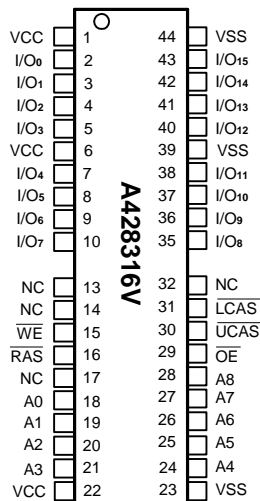 VCC 1 44 VSS
I/O0 2 43 I/O15
I/O1 3 42 I/O14
I/O2 4 41 I/O13
I/O3 5 40 I/O12
VCC 6 39 VSS
I/O4 7 38 I/O11
I/O5 8 37 I/O10
I/O6 9 36 I/O9
I/O7 10 35 I/O8
A428316V
NC 13 32 NC
NC 14 31 LCAS
WE 15 30 UCAS
RAS 16 29 OE
NC 17 28 A8
A0 18 27 A7
A1 19 26 A6
A2 20 25 A5
A3 21 24 A4
VCC 22 23 VSS